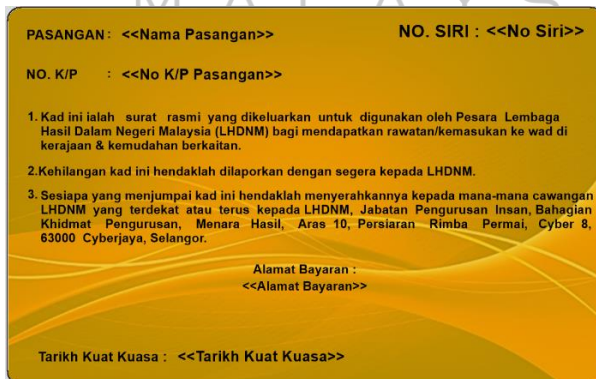 M A L A Y S
PASANGAN : <<Nama Pasangan>>
NO. SIRI : <<No Siri>>
NO. K/P : <<No K/P Pasangan>>
1. Kad ini ialah surat rasmi yang dikeluarkan untuk digunakan oleh Pesara Lembaga
Hasil Dalam Negeri Malaysia (LHDNM) bagi mendapatkan rawatan/kemasukan ke wad di
kerajaan & kemudahan berkaitan.
2.Kehilangan kad ini hendaklah dilaporkan dengan segera kepada LHDNM.
3. Sesiapa yang menjumpai kad ini hendaklah menyerahkannya kepada mana-mana cawangan
LHDNM yang terdekat atau terus kepada LHDNM, Jabatan Pengurusan Insan, Bahagian
Khidmat Pengurusan, Menara Hasil, Aras 10, Persiaran Rimba Permai, Cyber 8,
63000 Cyberjaya, Selangor.
Alamat Bayaran :
<<Alamat Bayaran>>
Tarikh Kuat Kuasa : <<Tarikh Kuat Kuasa>>